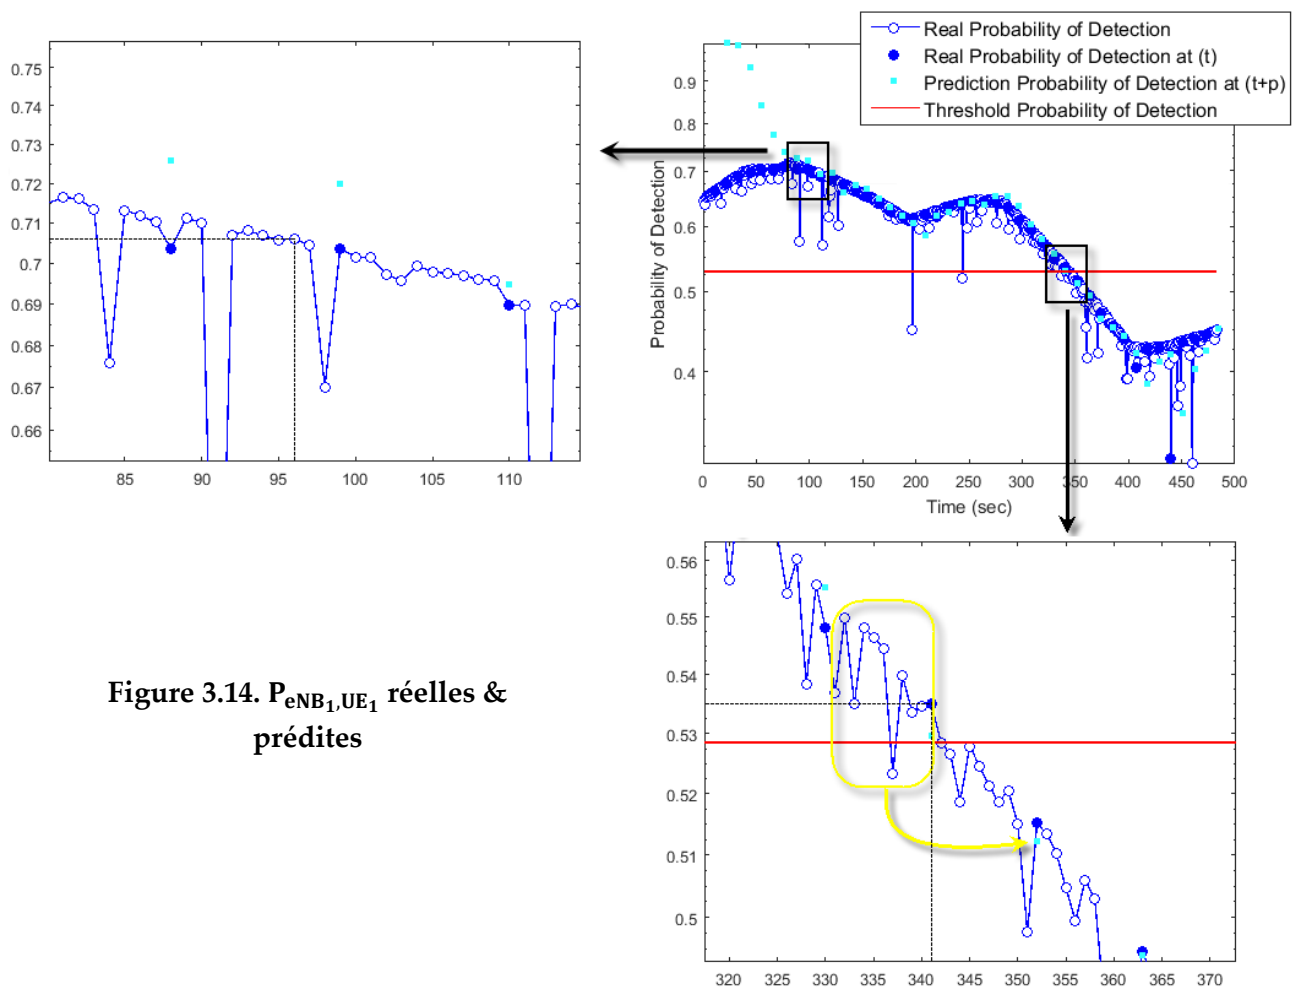 Real Probability of Detection
Real Probability of Detection at (t)
Prediction Probability of Detection at (t+p)
Threshold Probability of Detection
0.75
0.74
0.73
0.72
0.71
0.7
0.69
0.68
0.67
0.66
85 90 95 100 105 110
Probability of Detection
0.9
0.8
0.7
0.6
0.5
0.4
0 50 100 150 200 250 300 350 400 450 500
Time (sec)
0.56
0.55
0.54
0.53
0.52
0.51
0.5
320 325 330 335 340 345 350 355 360 365 370
Figure 3.14. PeNB1,UE1 réelles &
prédites